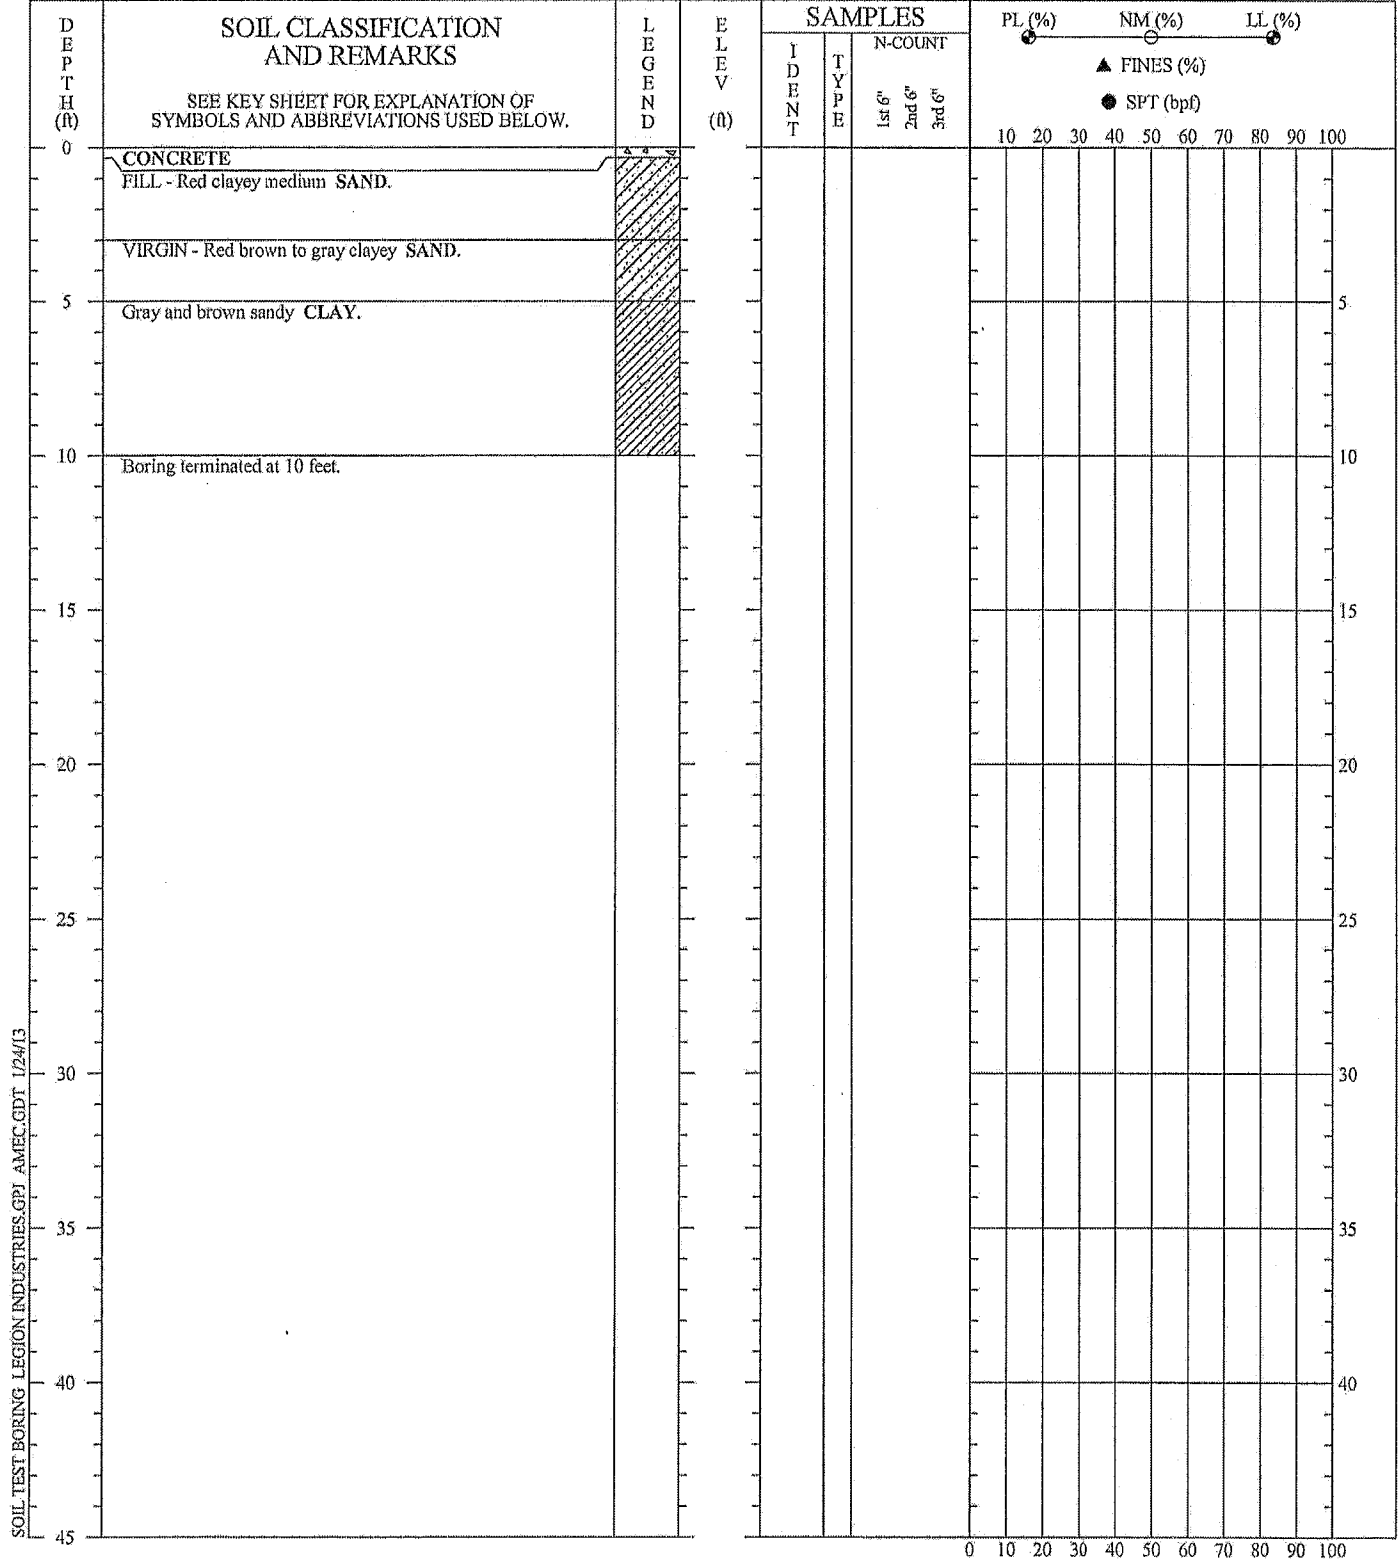 DEPTH (ft)
SOIL CLASSIFICATION
AND REMARKS
SEE KEY SHEET FOR EXPLANATION OF
SYMBOLS AND ABBREVIATIONS USED BELOW.
LEGEND
ELEV (ft)
SAMPLES
IDENT
TYPE
N-COUNT
1st 6"
2nd 6"
3rd 6"
PL (%) NM (%) LL (%)
▲ FINES (%)
● SPT (bpf)
10 20 30 40 50 60 70 80 90 100
0
CONCRETE
FILL - Red clayey medium SAND.
VIRGIN - Red brown to gray clayey SAND.
5 5
Gray and brown sandy CLAY.
10 10
Boring terminated at 10 feet.
15 15
20 20
25 25
30 30
35 35
40 40
45
0 10 20 30 40 50 60 70 80 90 100
SOIL TEST BORING LEGION INDUSTRIES.GPJ AMEC.GDT 1/24/13